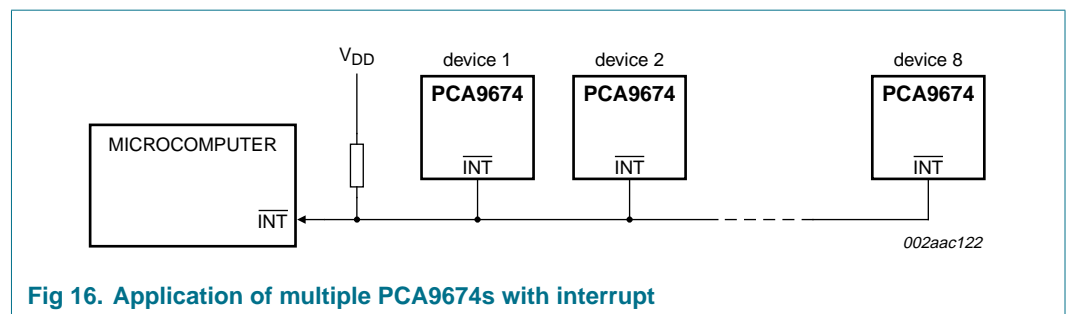 V_DD
device 1
device 2
device 8
PCA9674
PCA9674
PCA9674
MICROCOMPUTER
INT
INT
INT
INT
002aac122
Fig 16. Application of multiple PCA9674s with interrupt